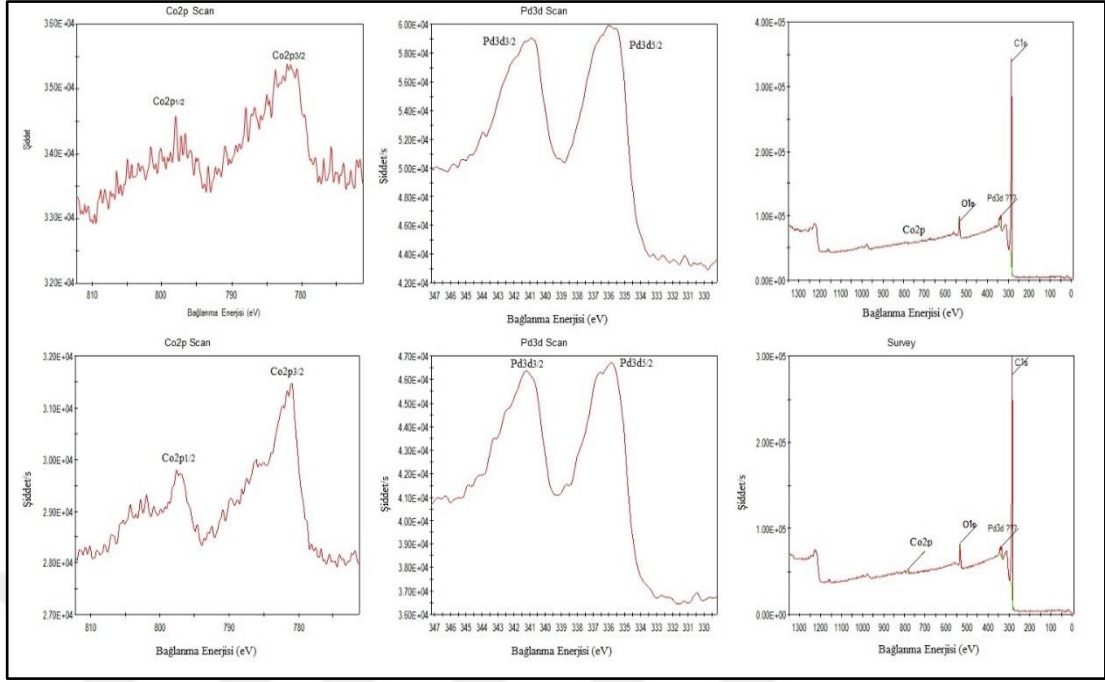 Co2p Scan
3.60E+04
3.50E+04
3.40E+04
3.30E+04
3.20E+04
Şiddet
Co2p1/2
Co2p3/2
810 800 790 780
Bağlanma Enerjisi (eV)
Pd3d Scan
6.00E+04
5.80E+04
5.60E+04
5.40E+04
5.20E+04
5.00E+04
4.80E+04
4.60E+04
4.40E+04
4.20E+04
Şiddet/s
Pd3d3/2
Pd3d5/2
347 346 345 344 343 342 341 339 338 337 336 335 334 333 332 331 330
Bağlanma Enerjisi (eV)
4.00E+05
3.00E+05
2.00E+05
1.00E+05
0.00E+00
Şiddet/s
C1s
Pd3d ???
O1p
Co2p
1300 1200 1100 1000 900 800 700 600 500 400 300 200 100 0
Bağlanma Enerjisi (eV)
Co2p Scan
3.20E+04
3.10E+04
3.00E+04
2.90E+04
2.80E+04
2.70E+04
Şiddet/s
Co2p1/2
Co2p3/2
810 800 790 780
Bağlanma Enerjisi (eV)
Pd3d Scan
4.70E+04
4.60E+04
4.50E+04
4.40E+04
4.30E+04
4.20E+04
4.10E+04
4.00E+04
3.90E+04
3.80E+04
3.70E+04
3.60E+04
Şiddet/s
Pd3d3/2
Pd3d5/2
347 346 345 344 343 342 341 339 338 337 336 335 334 333 332 331 330
Bağlanma Enerjisi (eV)
Survey
3.00E+05
2.00E+05
1.00E+05
0.00E+00
Şiddet/s
C1s
Pd3d ???
O1p
Co2p
1300 1200 1100 1000 900 800 700 600 500 400 300 200 100 0
Bağlanma Enerjisi (eV)